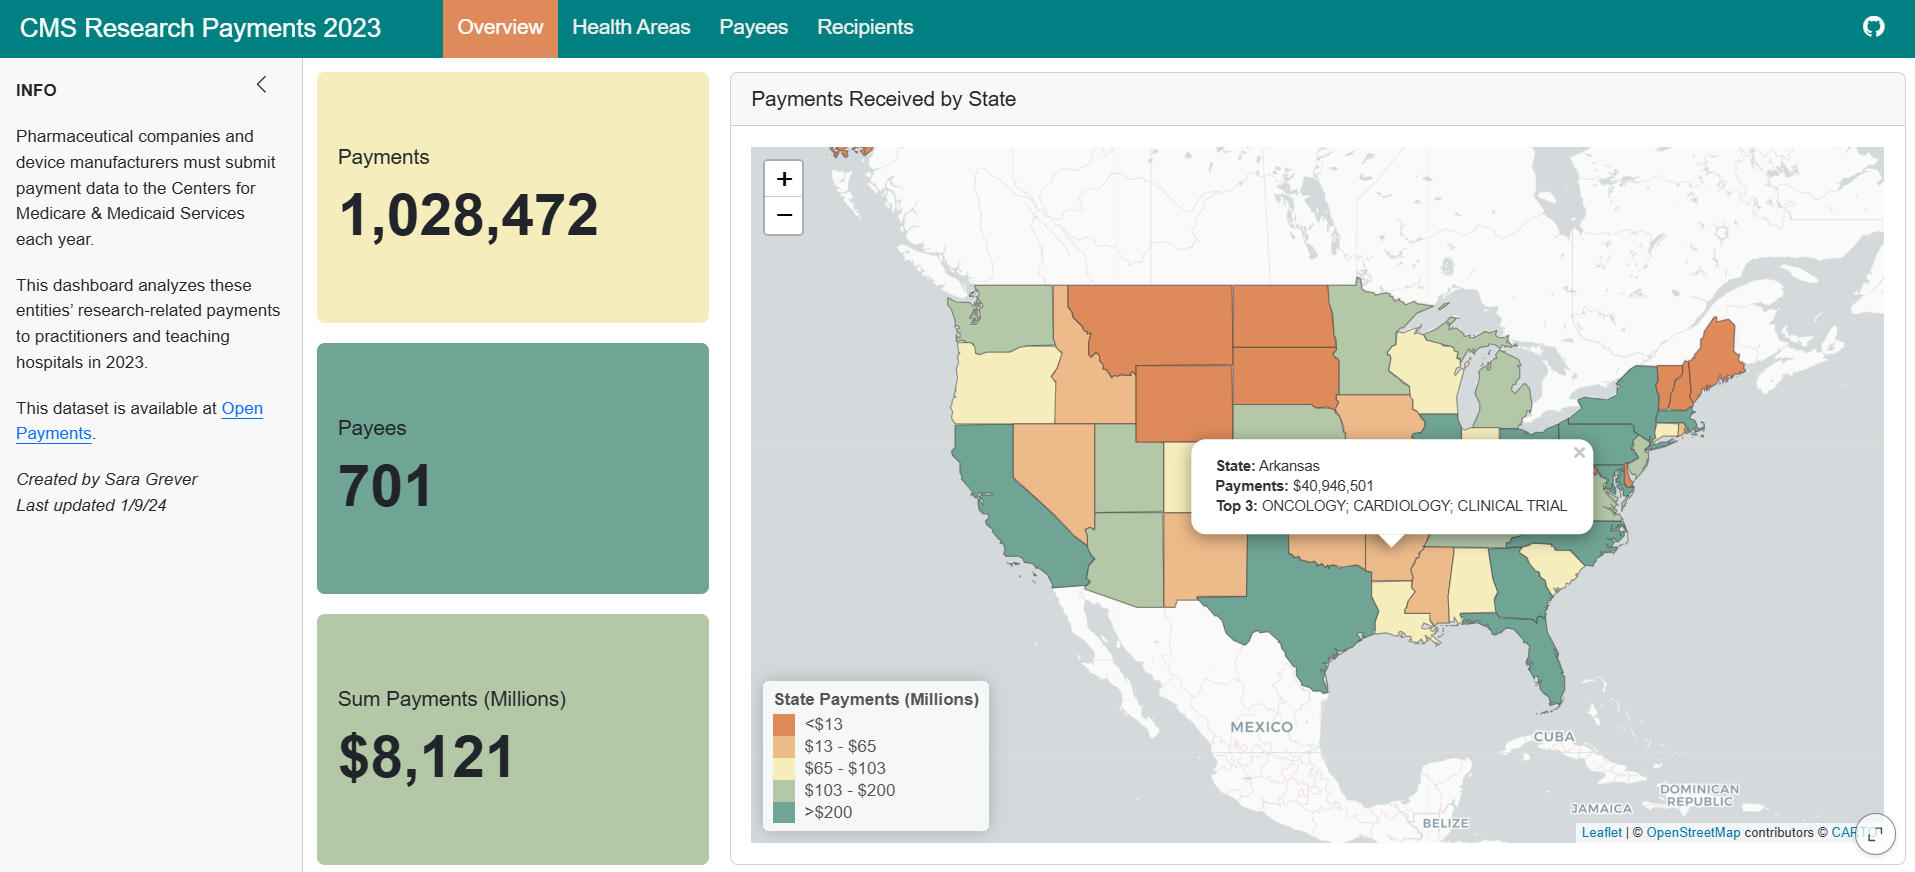 CMS Research Payments 2023
Overview
Health Areas
Payees
Recipients
INFO
Pharmaceutical companies and
device manufacturers must submit
payment data to the Centers for
Medicare & Medicaid Services
each year.
This dashboard analyzes these
entities’ research-related payments
to practitioners and teaching
hospitals in 2023.
This dataset is available at Open
Payments.
Created by Sara Grever
Last updated 1/9/24
Payments
1,028,472
Payees
701
Sum Payments (Millions)
$8,121
Payments Received by State
+
−
State: Arkansas
Payments: $40,946,501
Top 3: ONCOLOGY; CARDIOLOGY; CLINICAL TRIAL
×
State Payments (Millions)
<$13
$13 - $65
$65 - $103
$103 - $200
>$200
MEXICO
CUBA
DOMINICAN
REPUBLIC
JAMAICA
BELIZE
Leaflet | © OpenStreetMap contributors © CARTO